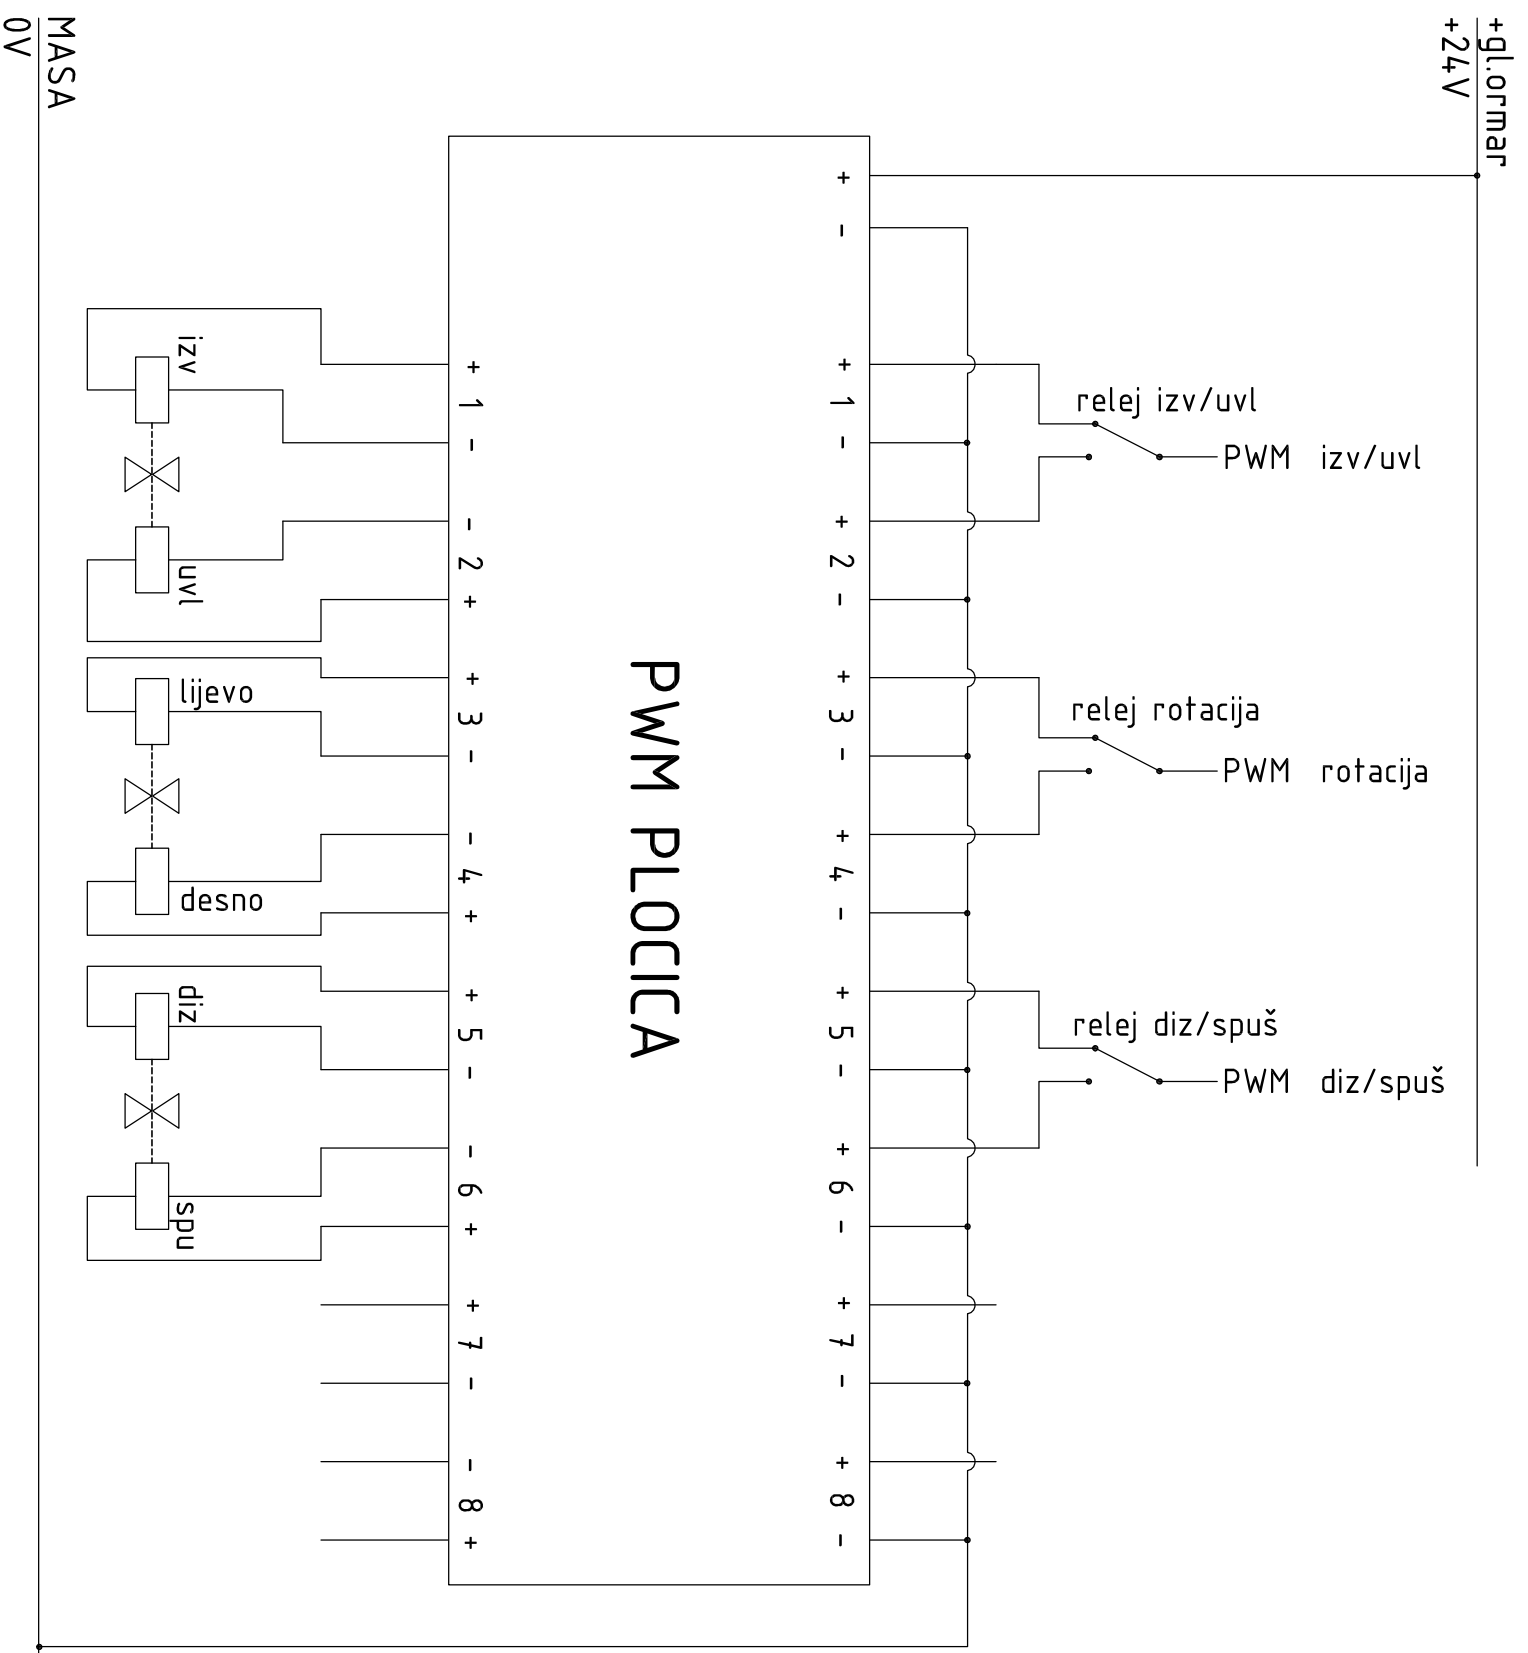 +gl.ormar
+24V
MASA
0V
PWM PLOCICA
+
-
+ 1 -
+ 2 -
+ 3 -
+ 4 -
+ 5 -
+ 6 -
+ 7 -
+ 8 -
+ 1 -
- 2 +
+ 3 -
- 4 +
+ 5 -
- 6 +
+ 7 -
- 8 +
izv
uvl
lijevo
desno
diz
spu
relej izv/uvl
PWM izv/uvl
relej rotacija
PWM rotacija
relej diz/spuš
PWM diz/spuš